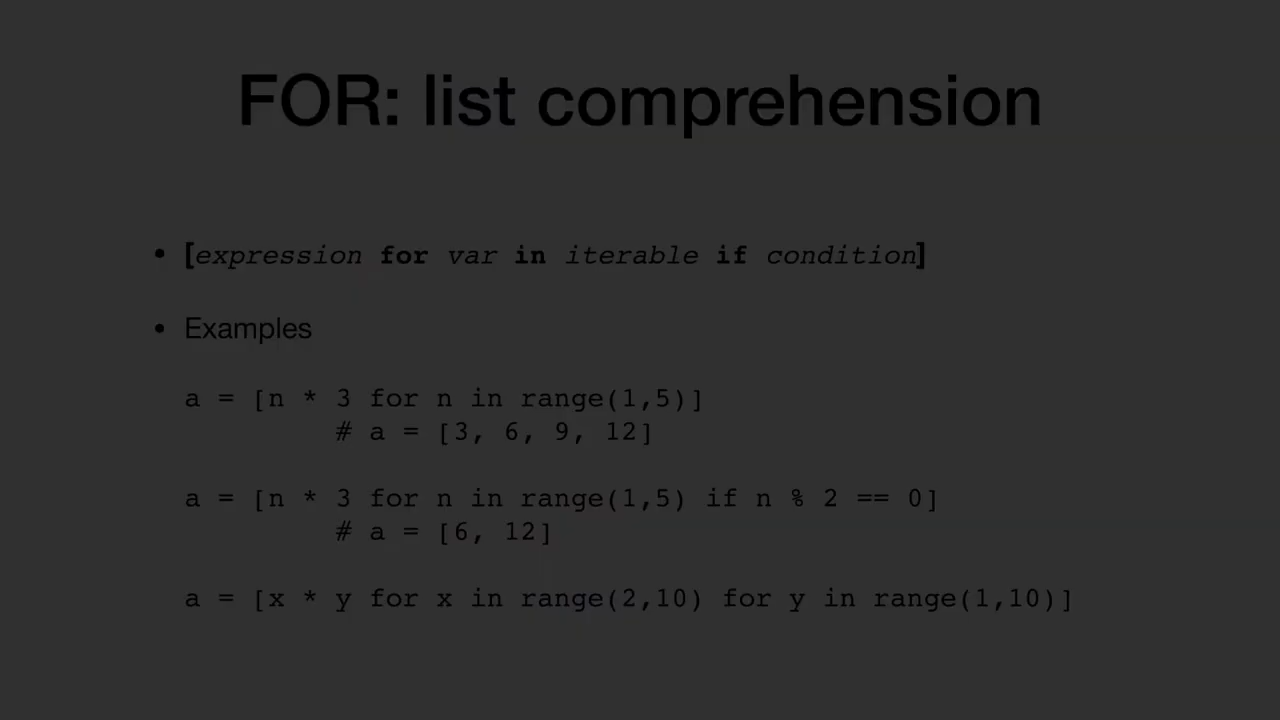 FOR: list comprehension
• [expression for var in iterable if condition]
• Examples
a = [n * 3 for n in range(1,5)]
# a = [3, 6, 9, 12]
a = [n * 3 for n in range(1,5) if n % 2 == 0]
# a = [6, 12]
a = [x * y for x in range(2,10) for y in range(1,10)]